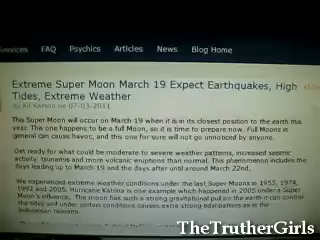 Services FAQ Psychics Articles News Blog Home
Extreme Super Moon March 19 Expect Earthquakes, High
Tides, Extreme Weather
on 07-03-2011
This Super Moon will occur on March 19 when it is in its closest position to the earth this
year. This one happens to be a full Moon, so it is time to prepare now. Full Moons in
general can cause havoc, and this one for sure will not go unnoticed by anyone.
Get ready for what could be moderate to severe weather patterns, increased seismic
activity, tsunamis and more volcanic eruptions than normal. This phenomenon includes the
days leading up to March 19 and the days after until around March 22nd.
We experienced extreme weather conditions under the last Super Moons in 1955, 1974,
1992 and 2005. Hurricane Katrina is one example which happened in 2005 under a Super
Moon's influence. The moon has such a strong gravitational pull on the earth it can control
the tides and under certain conditions causes extra strong tidal patterns as in the
Indonesian tsunami.
TheTrutherGirls